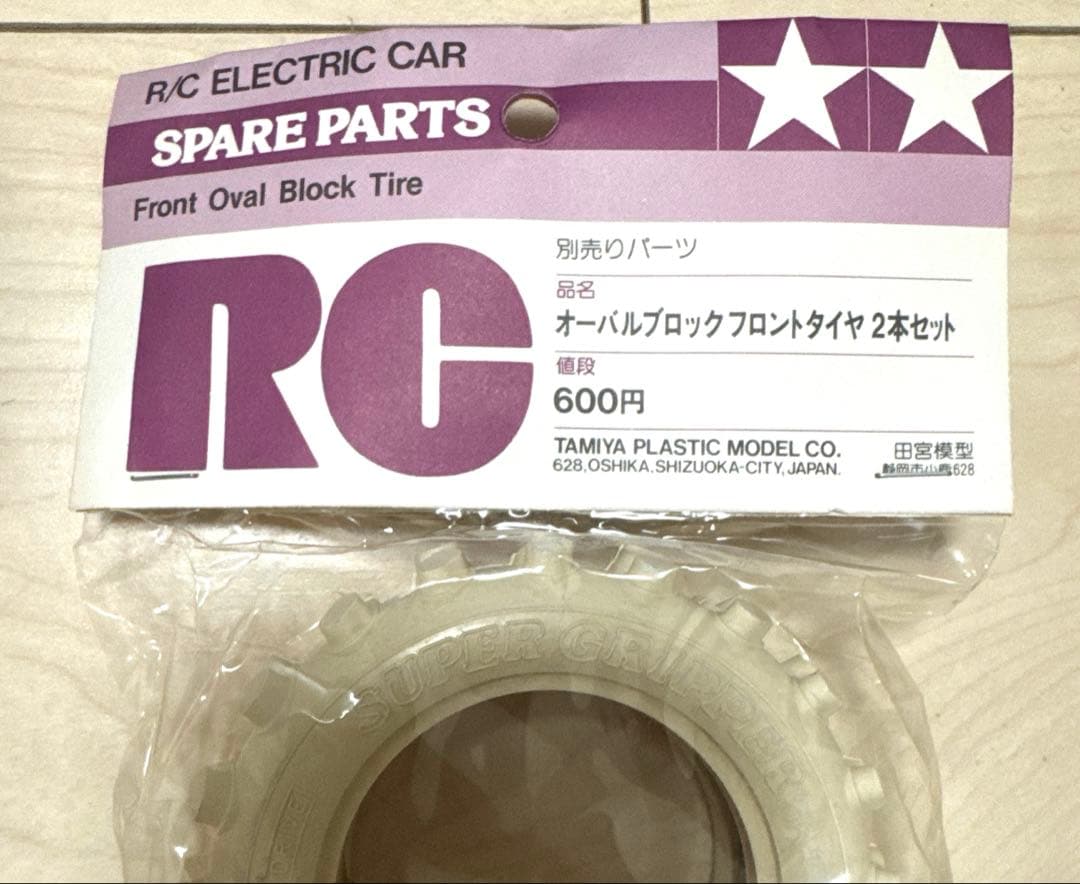 R/C ELECTRIC CAR
SPARE PARTS
Front Oval Block Tire
RC
別売りパーツ
品名
オーバルブロックフロントタイヤ2本セット
値段
600円
TAMIYA PLASTIC MODEL CO.
628,OSHIKA,SHIZUOKA-CITY,JAPAN.
田宮模型
静岡市小鹿628
SUPER GRIPPER